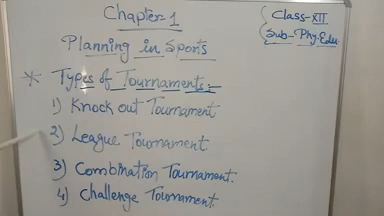 Chapter-1
Class-XII
Sub-Phy.Edu.
Planning in Sports
* Types of Tournaments:-
1) Knock out Tournament
2) League Tournament.
3) Combination Tournament.
4) Challenge Tournament.